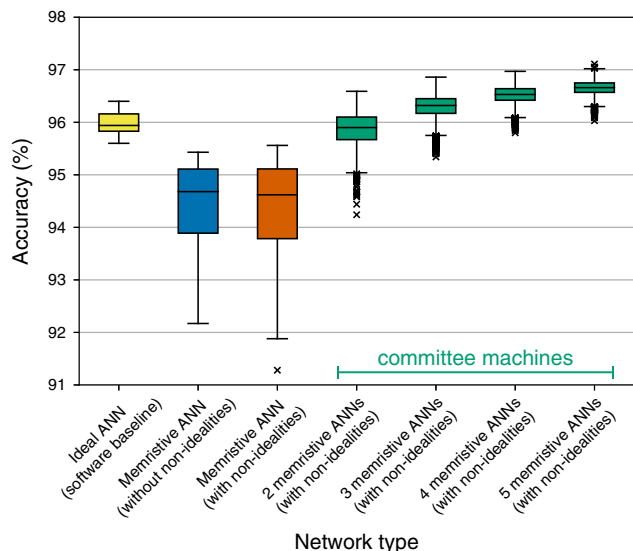 98
97
96
95
94
93
92
91
Accuracy (%)
committee machines
Ideal ANN
(software baseline)
Memristive ANN
(without non-idealities)
Memristive ANN
(with non-idealities)
2 memristive ANNs
(with non-idealities)
3 memristive ANNs
(with non-idealities)
4 memristive ANNs
(with non-idealities)
5 memristive ANNs
(with non-idealities)
Network type